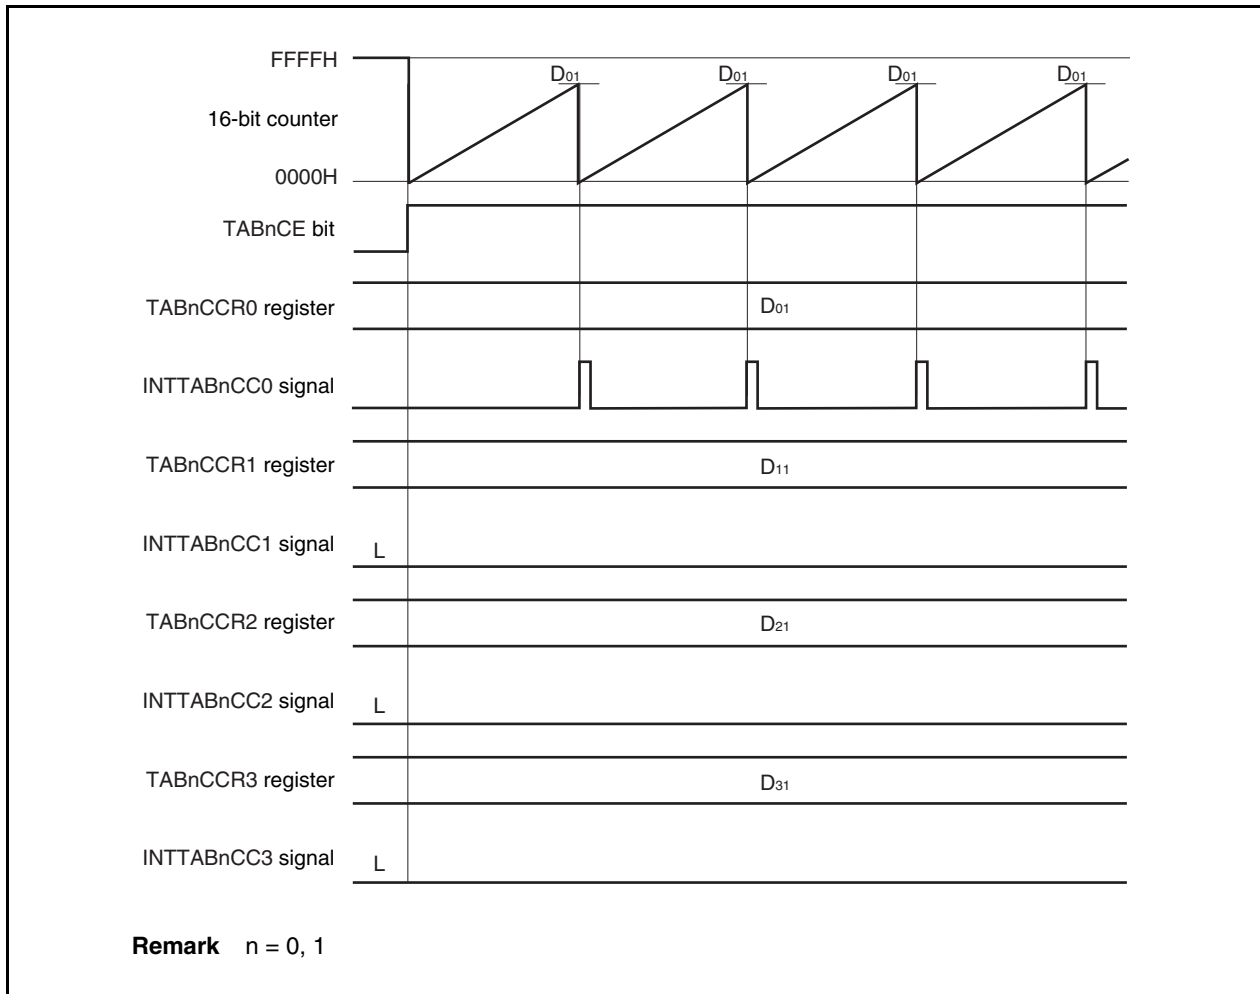 FFFFH
D01 D01 D01 D01
16-bit counter
0000H
TABnCE bit
TABnCCR0 register D01
INTTABnCC0 signal
TABnCCR1 register D11
INTTABnCC1 signal L
TABnCCR2 register D21
INTTABnCC2 signal L
TABnCCR3 register D31
INTTABnCC3 signal L
Remark n = 0, 1